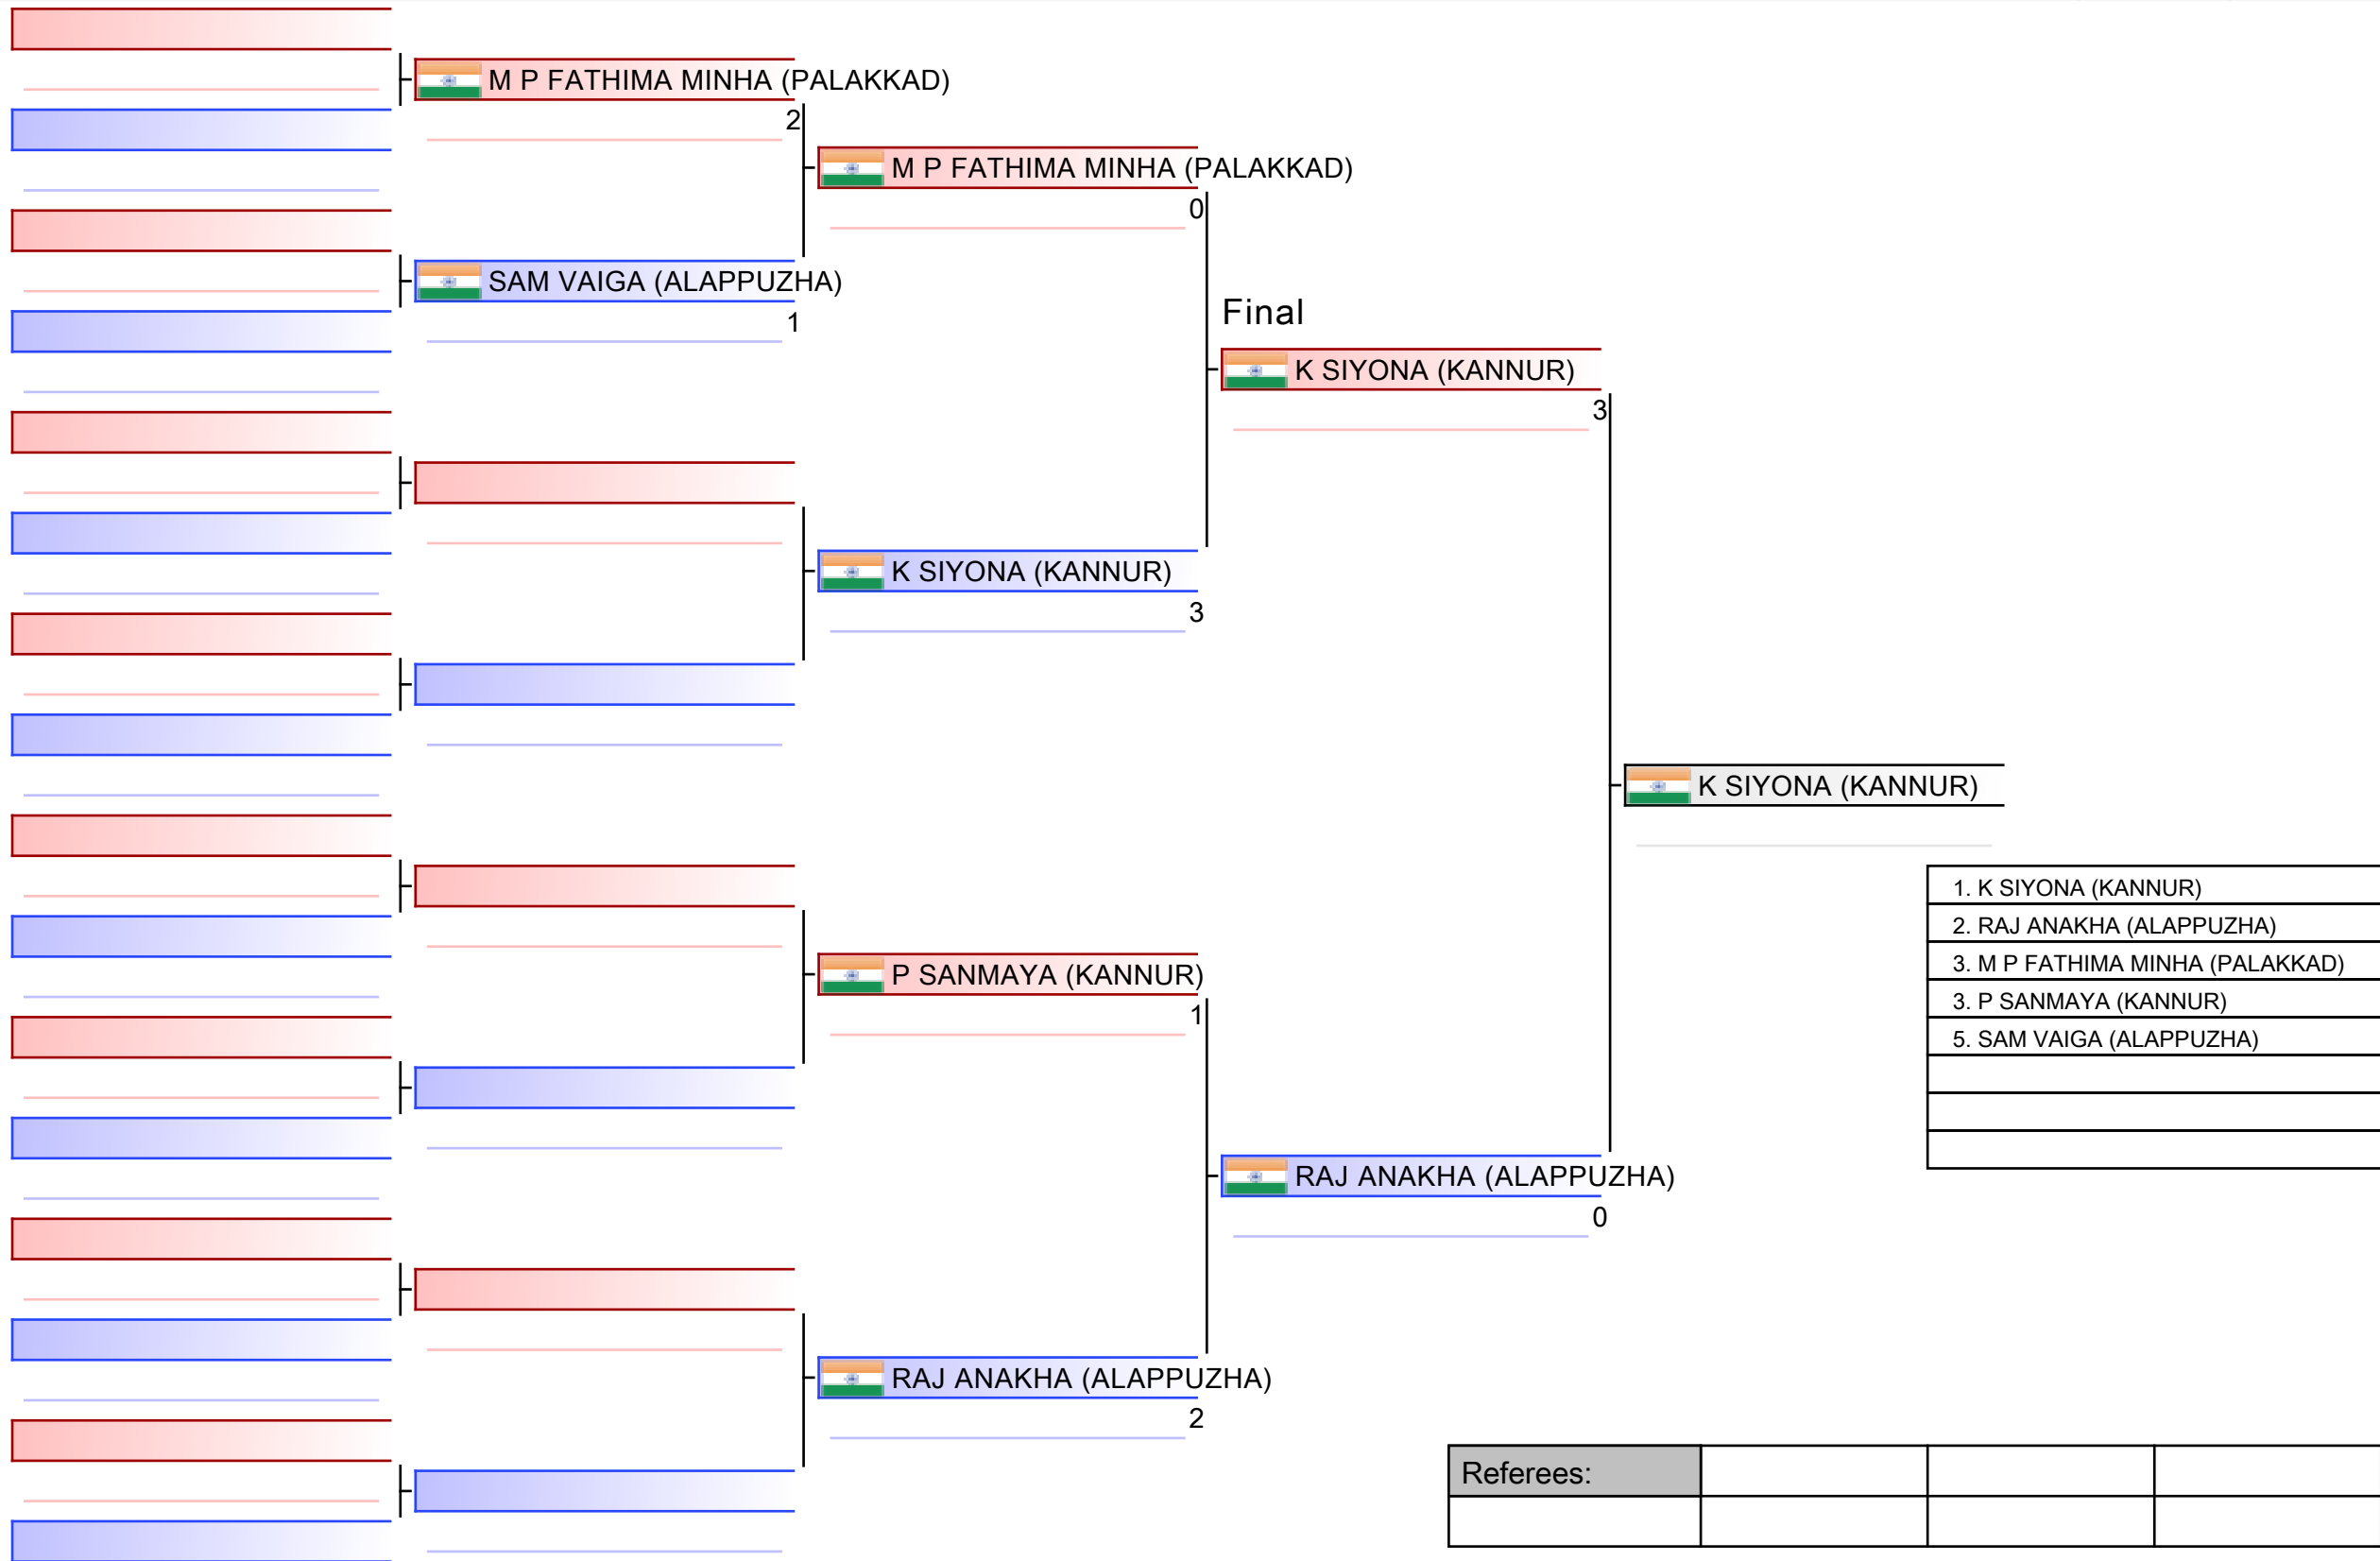 M P FATHIMA MINHA (PALAKKAD)
2
SAM VAIGA (ALAPPUZHA)
1
M P FATHIMA MINHA (PALAKKAD)
0
K SIYONA (KANNUR)
3
P SANMAYA (KANNUR)
1
RAJ ANAKHA (ALAPPUZHA)
2
Final
K SIYONA (KANNUR)
3
RAJ ANAKHA (ALAPPUZHA)
0
K SIYONA (KANNUR)
1. K SIYONA (KANNUR)
2. RAJ ANAKHA (ALAPPUZHA)
3. M P FATHIMA MINHA (PALAKKAD)
3. P SANMAYA (KANNUR)
5. SAM VAIGA (ALAPPUZHA)
Referees: